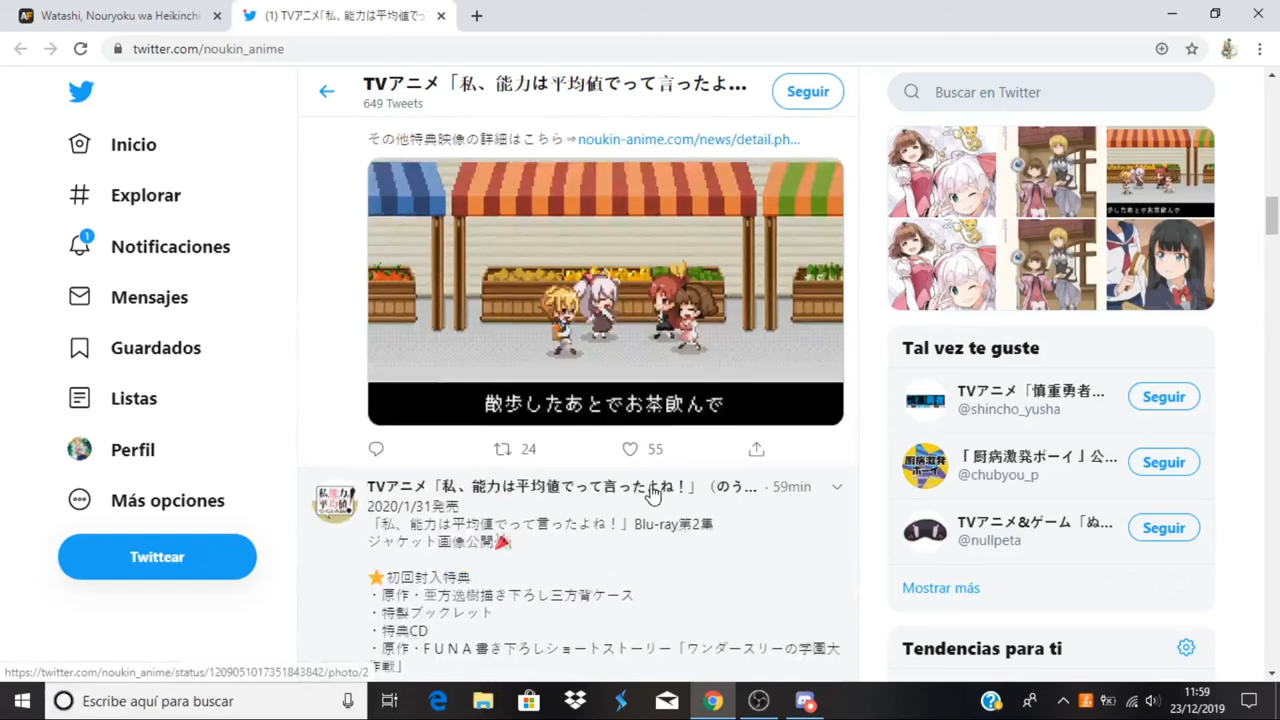 Watashi, Nouryoku wa Heikinchi
(1) TVアニメ「私、能力は平均値でって
twitter.com/noukin_anime
Inicio
Explorar
1
Notificaciones
Mensajes
Guardados
Listas
Perfil
Más opciones
Twittear
TVアニメ「私、能力は平均値でって言ったよ...
649 Tweets
Seguir
その他特典映像の詳細はこちら⇒noukin-anime.com/news/detail.ph...
散歩したあとでお茶飲んで
24
55
TVアニメ「私、能力は平均値でって言ったよね！」（のう... · 59min
2020/1/31発売
「私、能力は平均値でって言ったよね！」Blu-ray第2集
ジャケット画像公開🎉
⭐初回封入特典
・原作・亜方逸樹描き下ろし三方背ケース
・特製ブックレット
・特典CD
・原作・ＦＵＮＡ書き下ろしショートストーリー「ワンダースリーの学園大
作戦」
Buscar en Twitter
Tal vez te guste
TVアニメ「慎重勇者...
@shincho_yusha
Seguir
「厨病激発ボーイ」公...
@chubyou_p
Seguir
TVアニメ&ゲーム「ぬ...
@nullpeta
Seguir
Mostrar más
Tendencias para ti
https://twitter.com/noukin_anime/status/1209051017351843842/photo/2
Escribe aquí para buscar
11:59
23/12/2019